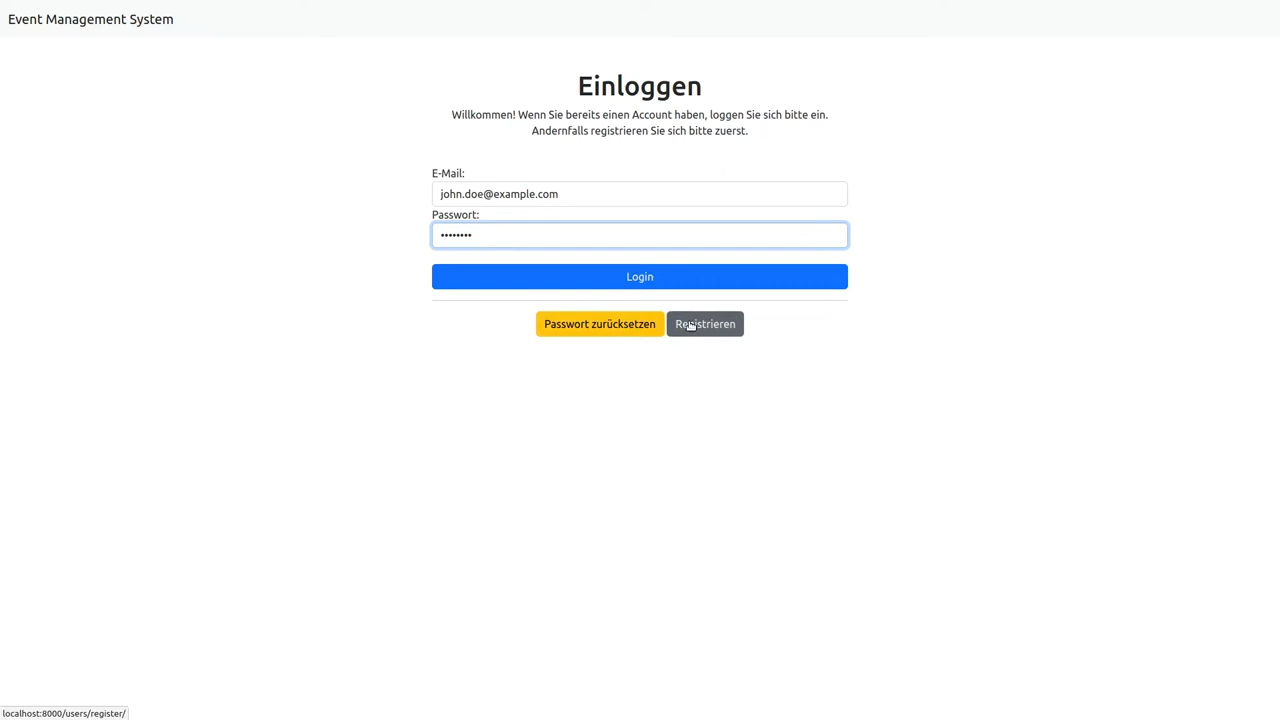 Event Management System
Einloggen
Willkommen! Wenn Sie bereits einen Account haben, loggen Sie sich bitte ein.
Andernfalls registrieren Sie sich bitte zuerst.
E-Mail:
john.doe@example.com
Passwort:
••••••••
Login
Passwort zurücksetzen Registrieren
localhost:8000/users/register/